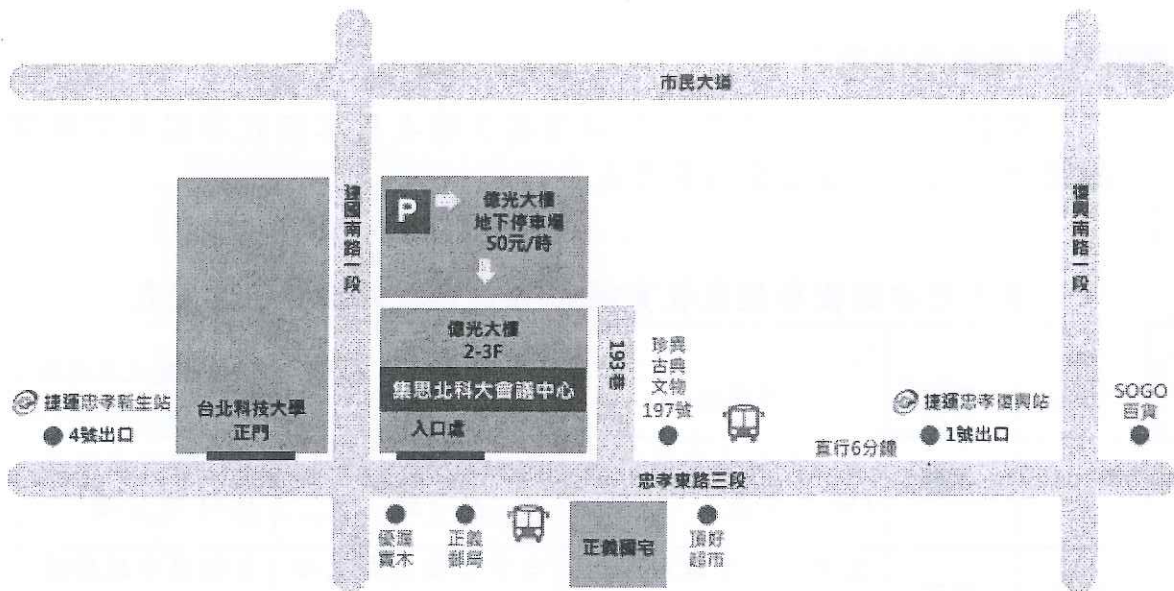 市民大道
建國南路一段
復興南路一段
P
億光大樓
地下停車場
50元/時
億光大樓
2-3F
集思北科大會議中心
入口處
193巷
珍興
古典
文物
197號
台北科技大學
正門
捷運忠孝新生站
4號出口
捷運忠孝復興站
1號出口
直行6分鐘
SOGO
百貨
忠孝東路三段
優渥
實木
正義
郵局
正義國宅
頂好
超市